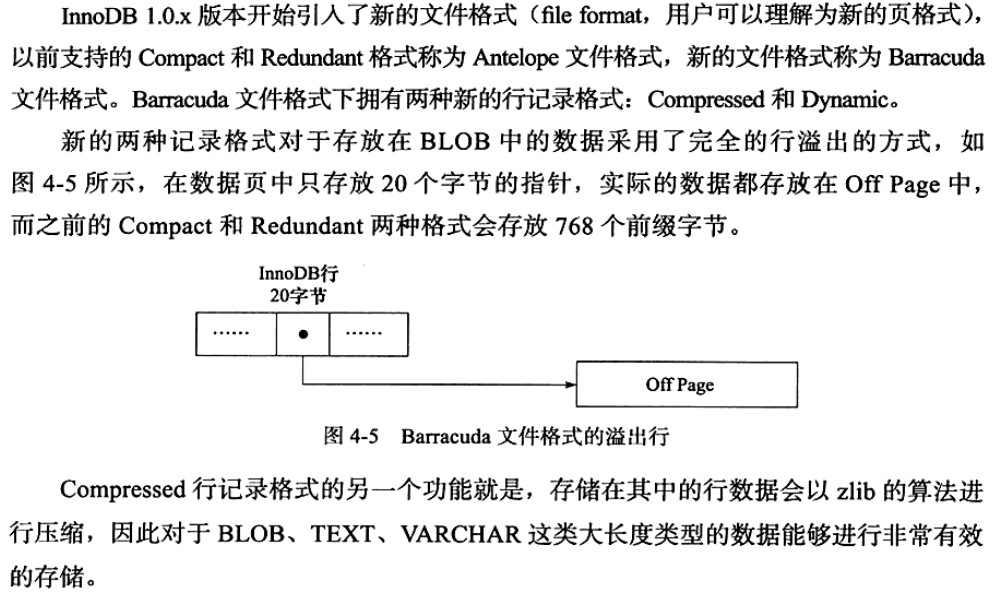 InnoDB 1.0.x 版本开始引入了新的文件格式（file format，用户可以理解为新的页格式），
以前支持的 Compact 和 Redundant 格式称为 Antelope 文件格式，新的文件格式称为 Barracuda
文件格式。Barracuda 文件格式下拥有两种新的行记录格式：Compressed 和 Dynamic。
新的两种记录格式对于存放在 BLOB 中的数据采用了完全的行溢出的方式，如
图 4-5 所示，在数据页中只存放 20 个字节的指针，实际的数据都存放在 Off Page 中，
而之前的 Compact 和 Redundant 两种格式会存放 768 个前缀字节。
InnoDB行
20字节
…… ……
Off Page
图 4-5 Barracuda 文件格式的溢出行
Compressed 行记录格式的另一个功能就是，存储在其中的行数据会以 zlib 的算法进
行压缩，因此对于 BLOB、TEXT、VARCHAR 这类大长度类型的数据能够进行非常有效
的存储。